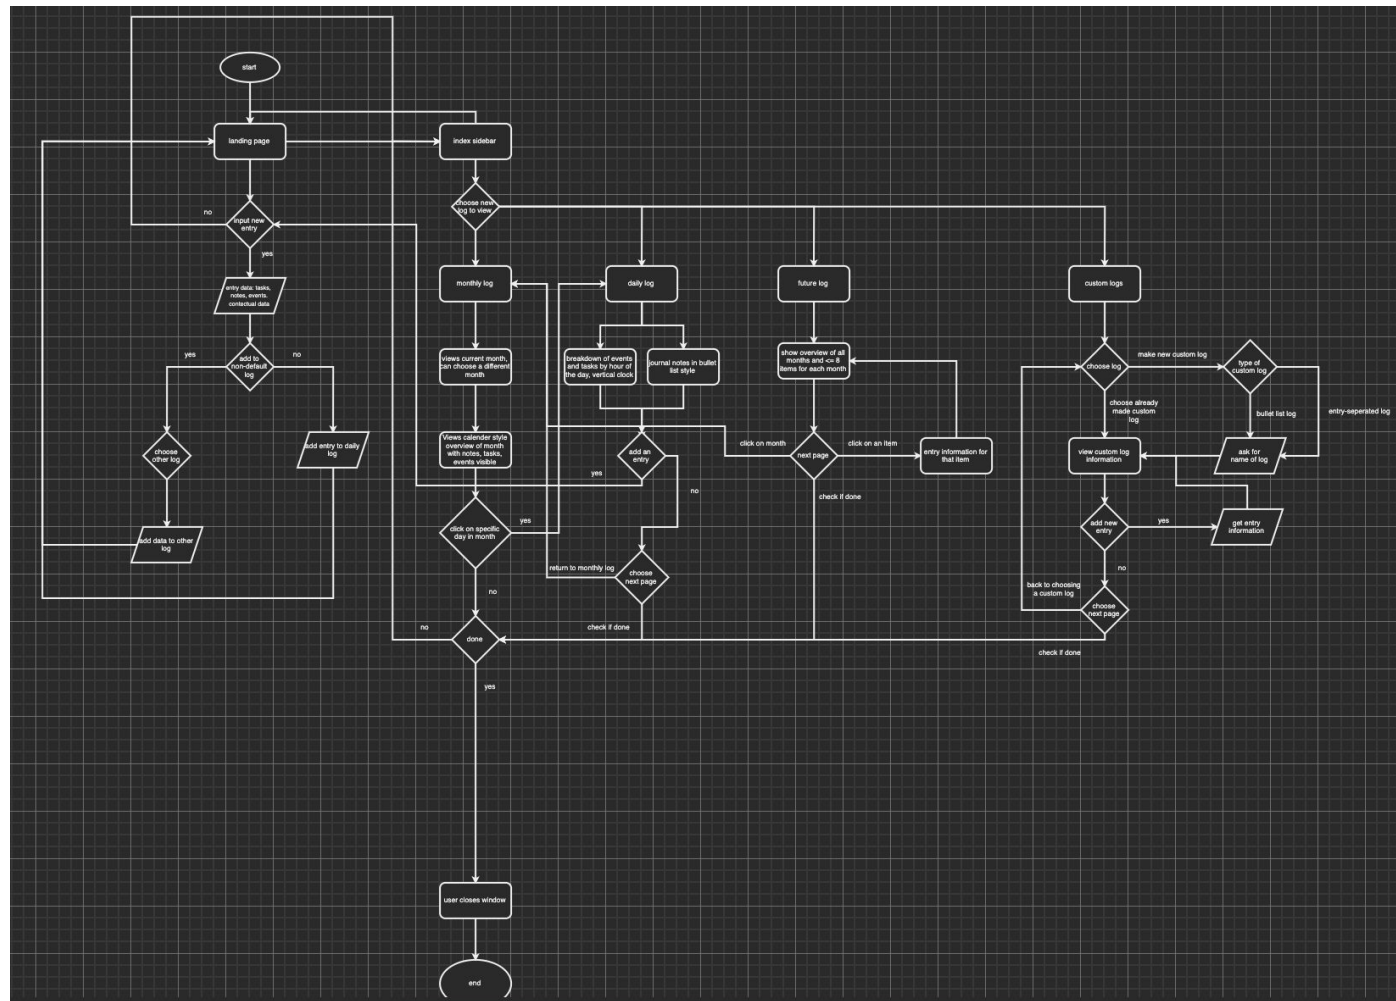 start
landing page
index sidebar
choose new
log to view
no
input new
entry
yes
entry data: tasks,
notes, events,
contactual data
monthly log
daily log
future log
custom logs
yes
add to
non-default
log
no
views current month,
can choose a different
month
breakdown of events
and tasks by hour of
the day, vertical clock
journal notes in bullet
list style
show overview of all
months and <= 8
items for each month
choose log
make new custom log
type of
custom log
choose already
made custom
log
bullet list log
entry-seperated log
choose
other log
add entry to daily
log
Views calender style
overview of month
with notes, tasks,
events visible
add an
entry
yes
no
click on month
next page
click on an item
entry information for
that item
check if done
view custom log
information
ask for
name of log
add data to other
log
click on specific
day in month
yes
no
return to monthly log
choose
next page
add new
entry
yes
get entry
information
no
back to choosing
a custom log
choose
next page
no
done
check if done
check if done
yes
user closes window
end